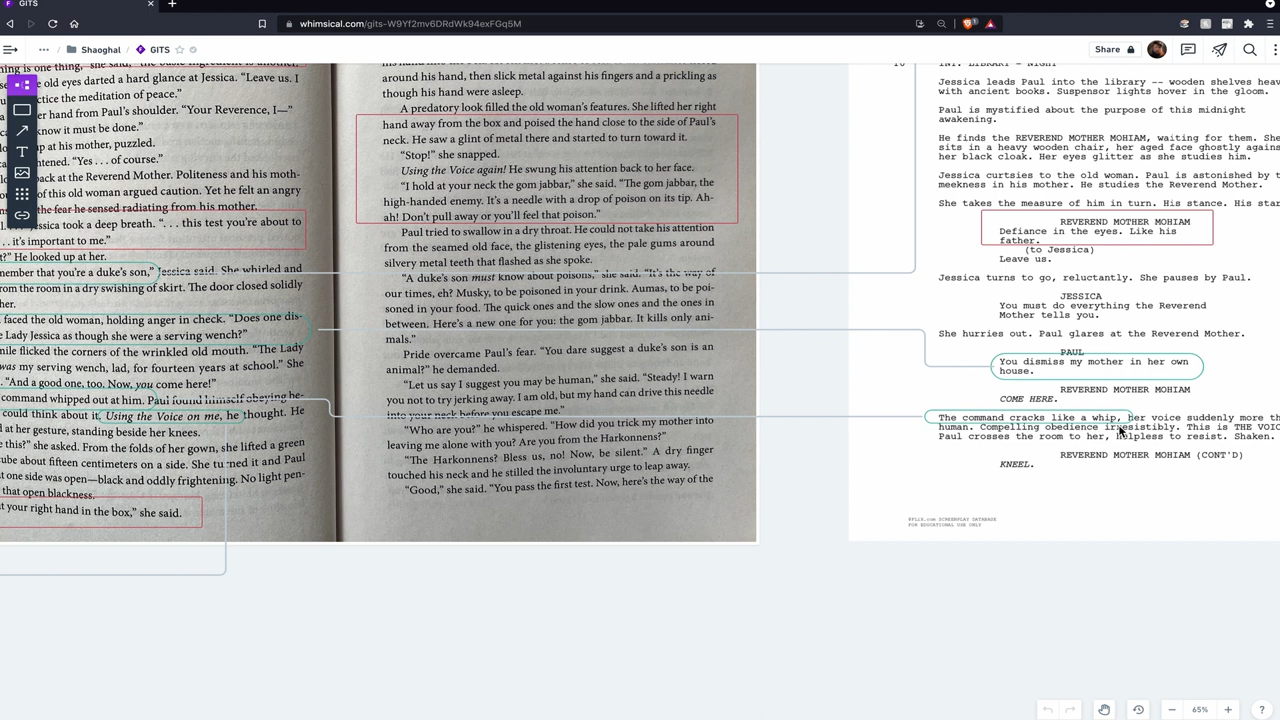 GITS
whimsical.com/gits-W9Yf2mv6DRdWk94exFGq5M
Shaoghal
GITS
Share
ing is one thing," she said, "the basic ingredient is another."
e old eyes darted a hard glance at Jessica. "Leave us. I
ctice the meditation of peace."
er hand from Paul's shoulder. "Your Reverence, I—"
know it must be done."
up at his mother, puzzled.
tened. "Yes . . . of course."
back at the Reverend Mother. Politeness and his moth-
of this old woman argued caution. Yet he felt an angry
the fear he sensed radiating from his mother.
Jessica took a deep breath. ". . . this test you're about to
. . it's important to me."
?" He looked up at her.
member that you're a duke's son," Jessica said. She whirled and
from the room in a dry swishing of skirt. The door closed solidly
her.
faced the old woman, holding anger in check. "Does one dis-
e Lady Jessica as though she were a serving wench?"
mile flicked the corners of the wrinkled old mouth. "The Lady
was my serving wench, lad, for fourteen years at school." She
. "And a good one, too. Now, you come here!"
command whipped out at him. Paul found himself obeying be-
could think about it. Using the Voice on me, he thought. He
d at her gesture, standing beside her knees.
this?" she asked. From the folds of her gown, she lifted a green
cube about fifteen centimeters on a side. She turned it and Paul
t one side was open—black and oddly frightening. No light pen-
that open blackness.
t your right hand in the box," she said.
around his hand, then slick metal against his fingers and a prickling as
though his hand were asleep.
A predatory look filled the old woman's features. She lifted her right
hand away from the box and poised the hand close to the side of Paul's
neck. He saw a glint of metal there and started to turn toward it.
"Stop!" she snapped.
Using the Voice again! He swung his attention back to her face.
"I hold at your neck the gom jabbar," she said. "The gom jabbar, the
high-handed enemy. It's a needle with a drop of poison on its tip. Ah-
ah! Don't pull away or you'll feel that poison."
Paul tried to swallow in a dry throat. He could not take his attention
from the seamed old face, the glistening eyes, the pale gums around
silvery metal teeth that flashed as she spoke.
"A duke's son must know about poisons," she said. "It's the way of
our times, eh? Musky, to be poisoned in your drink. Aumas, to be poi-
soned in your food. The quick ones and the slow ones and the ones in
between. Here's a new one for you: the gom jabbar. It kills only ani-
mals."
Pride overcame Paul's fear. "You dare suggest a duke's son is an
animal?" he demanded.
"Let us say I suggest you may be human," she said. "Steady! I warn
you not to try jerking away. I am old, but my hand can drive this needle
into your neck before you escape me."
"Who are you?" he whispered. "How did you trick my mother into
leaving me alone with you? Are you from the Harkonnens?"
"The Harkonnens? Bless us, no! Now, be silent." A dry finger
touched his neck and he stilled the involuntary urge to leap away.
"Good," she said. "You pass the first test. Now, here's the way of the
INT. LIBRARY - NIGHT
Jessica leads Paul into the library -- wooden shelves heav
with ancient books. Suspensor lights hover in the gloom.
Paul is mystified about the purpose of this midnight
awakening.
He finds the REVEREND MOTHER MOHIAM, waiting for them. She
sits in a heavy wooden chair, her aged face ghostly agains
her black cloak. Her eyes glitter as she studies him.
Jessica curtsies to the old woman. Paul is astonished by t
meekness in his mother. He studies the Reverend Mother.
She takes the measure of him in turn. His stance. His star
REVEREND MOTHER MOHIAM
Defiance in the eyes. Like his
father.
(to Jessica)
Leave us.
Jessica turns to go, reluctantly. She pauses by Paul.
JESSICA
You must do everything the Reverend
Mother tells you.
She hurries out. Paul glares at the Reverend Mother.
PAUL
You dismiss my mother in her own
house.
REVEREND MOTHER MOHIAM
COME HERE.
The command cracks like a whip, her voice suddenly more th
human. Compelling obedience irresistibly. This is THE VOIC
Paul crosses the room to her, helpless to resist. Shaken.
REVEREND MOTHER MOHIAM (CONT'D)
KNEEL.
©FLiS.com SCREENPLAY DATABASE
FOR EDUCATIONAL USE ONLY
65%